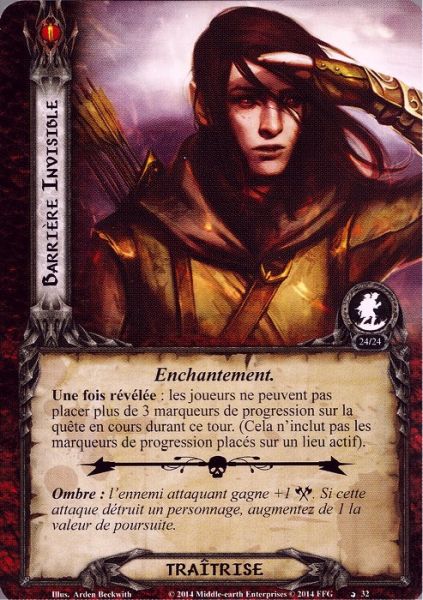 BARRIÈRE INVISIBLE
24/24
Enchantement.
Une fois révélée : les joueurs ne peuvent pas
placer plus de 3 marqueurs de progression sur la
quête en cours durant ce tour. (Cela n'inclut pas les
marqueurs de progression placés sur un lieu actif).
Ombre : l'ennemi attaquant gagne +1 . Si cette
attaque détruit un personnage, augmentez de 1 la
valeur de poursuite.
TRAÎTRISE
Illus. Arden Beckwith © 2014 Middle-earth Enterprises © 2014 FFG 32